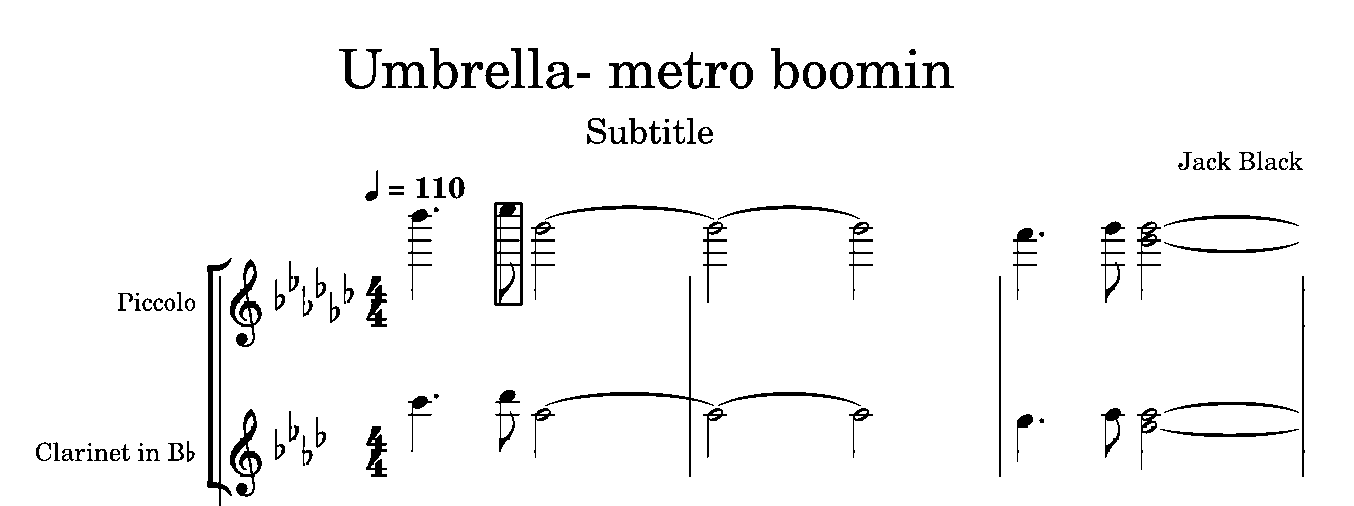 Umbrella- metro boomin
Subtitle
Jack Black
♩ = 110
Piccolo
4
4
Clarinet in B♭
4
4